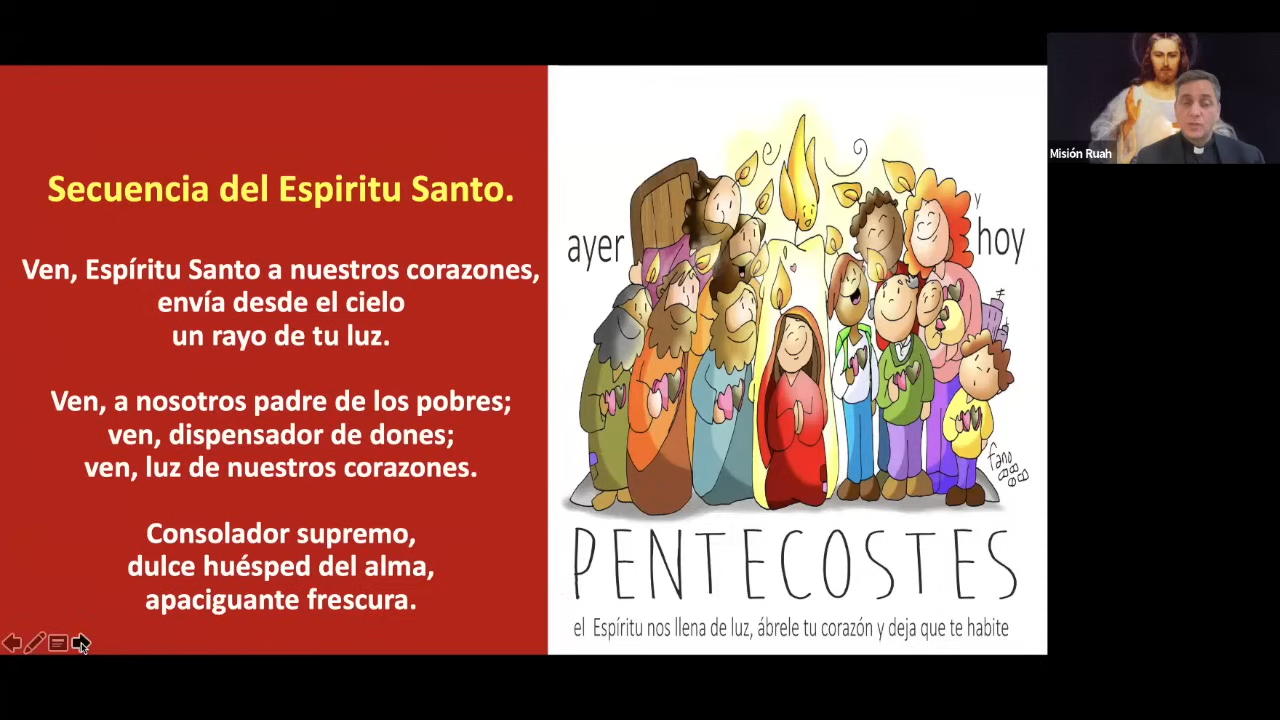 Secuencia del Espiritu Santo.
Ven, Espíritu Santo a nuestros corazones,
envía desde el cielo
un rayo de tu luz.
Ven, a nosotros padre de los pobres;
ven, dispensador de dones;
ven, luz de nuestros corazones.
Consolador supremo,
dulce huésped del alma,
apaciguante frescura.
ayer
y
hoy
fano
PENTECOSTES
el Espíritu nos llena de luz, ábrele tu corazón y deja que te habite
Misión Ruah